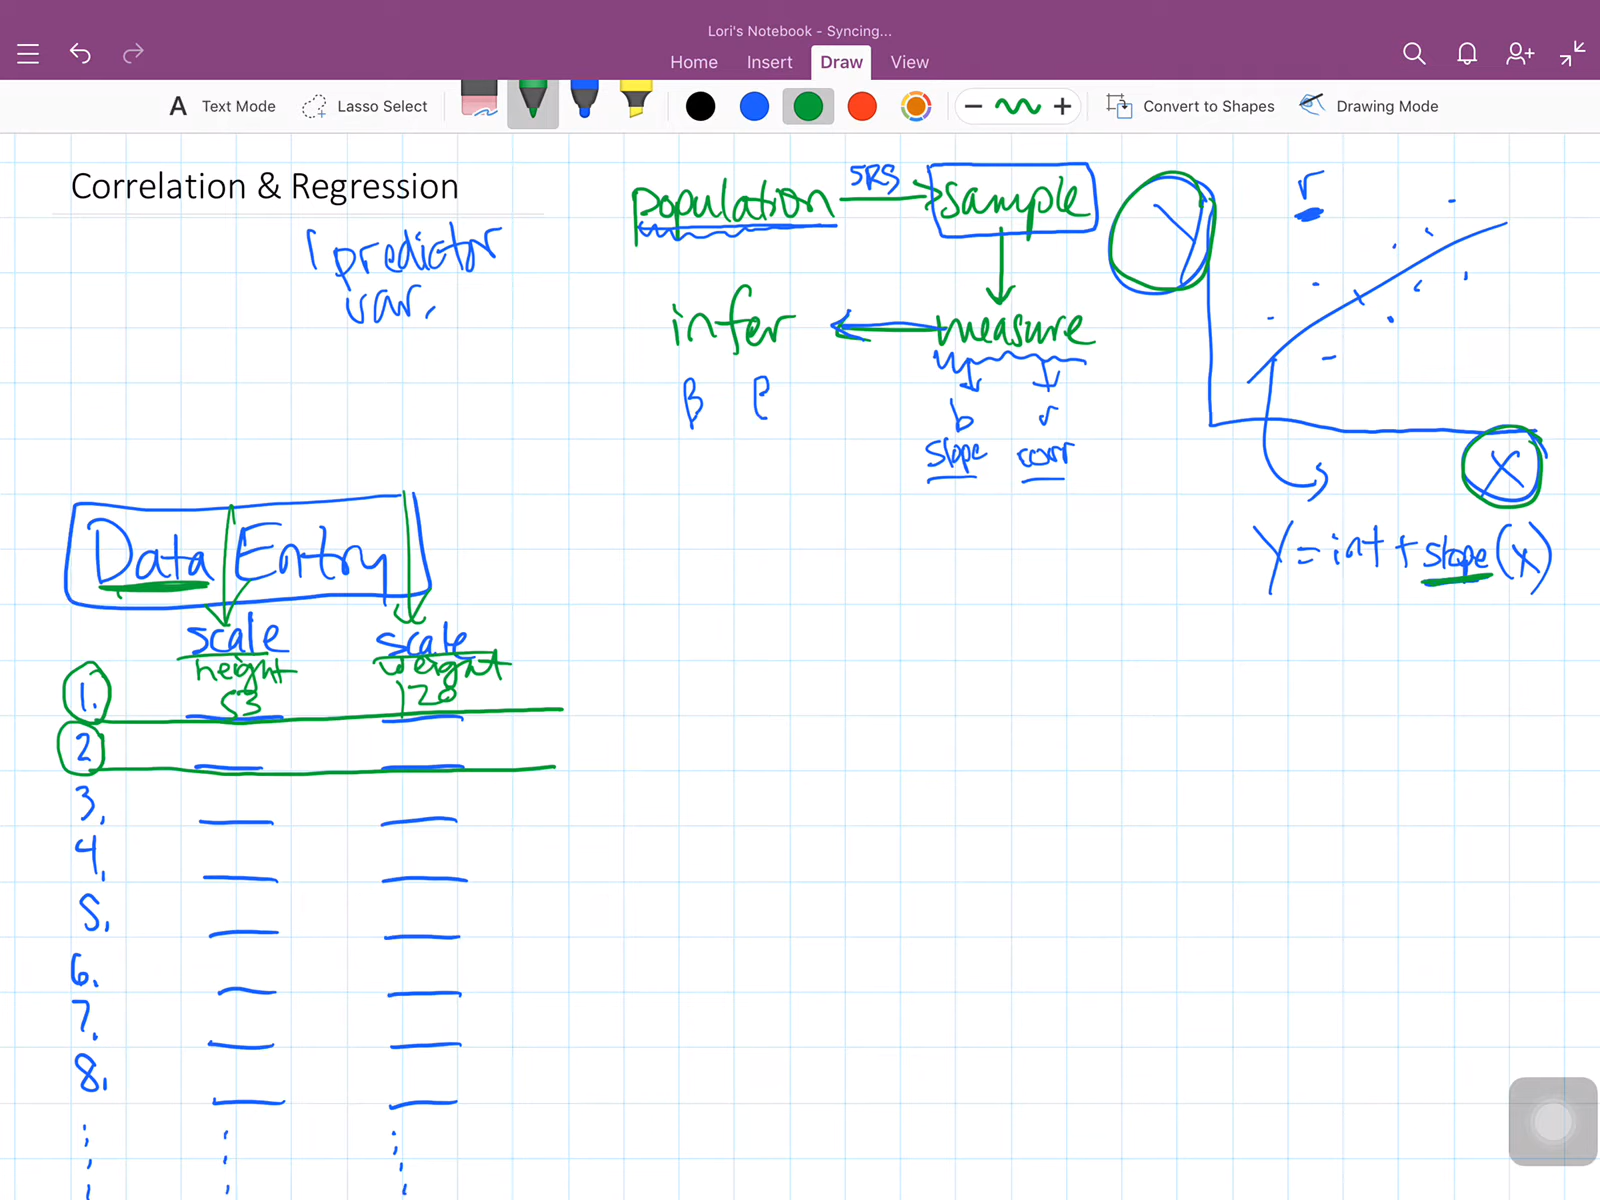 Lori's Notebook - Syncing...
Home Insert Draw View
A Text Mode Lasso Select Convert to Shapes Drawing Mode
Correlation & Regression
1 predictor
var.
population SRS sample
infer measure
β ρ
b r
slope corr
Y
r
X
Y = int + slope (x)
Data Entry
scale scale
height weight
1. 53 120
2
3.
4.
5.
6.
7.
8.